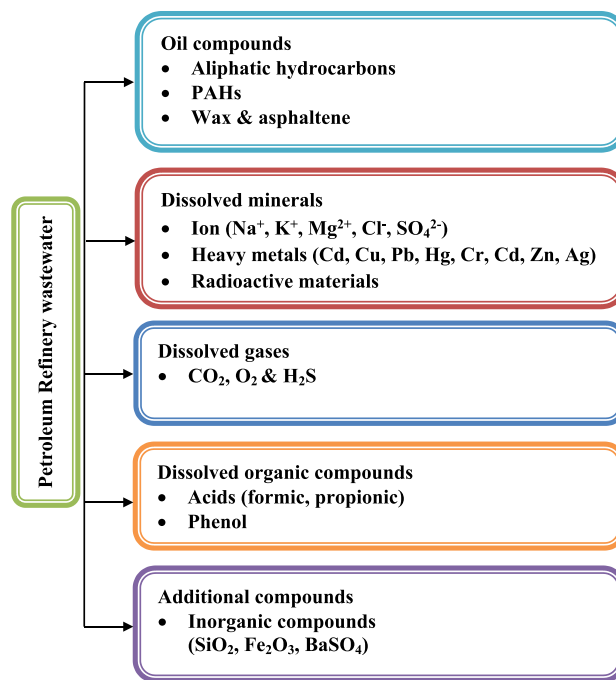 Petroleum Refinery wastewater
Oil compounds
• Aliphatic hydrocarbons
• PAHs
• Wax & asphaltene
Dissolved minerals
• Ion (Na⁺, K⁺, Mg²⁺, Cl⁻, SO₄²⁻)
• Heavy metals (Cd, Cu, Pb, Hg, Cr, Cd, Zn, Ag)
• Radioactive materials
Dissolved gases
• CO₂, O₂ & H₂S
Dissolved organic compounds
• Acids (formic, propionic)
• Phenol
Additional compounds
• Inorganic compounds
(SiO₂, Fe₂O₃, BaSO₄)